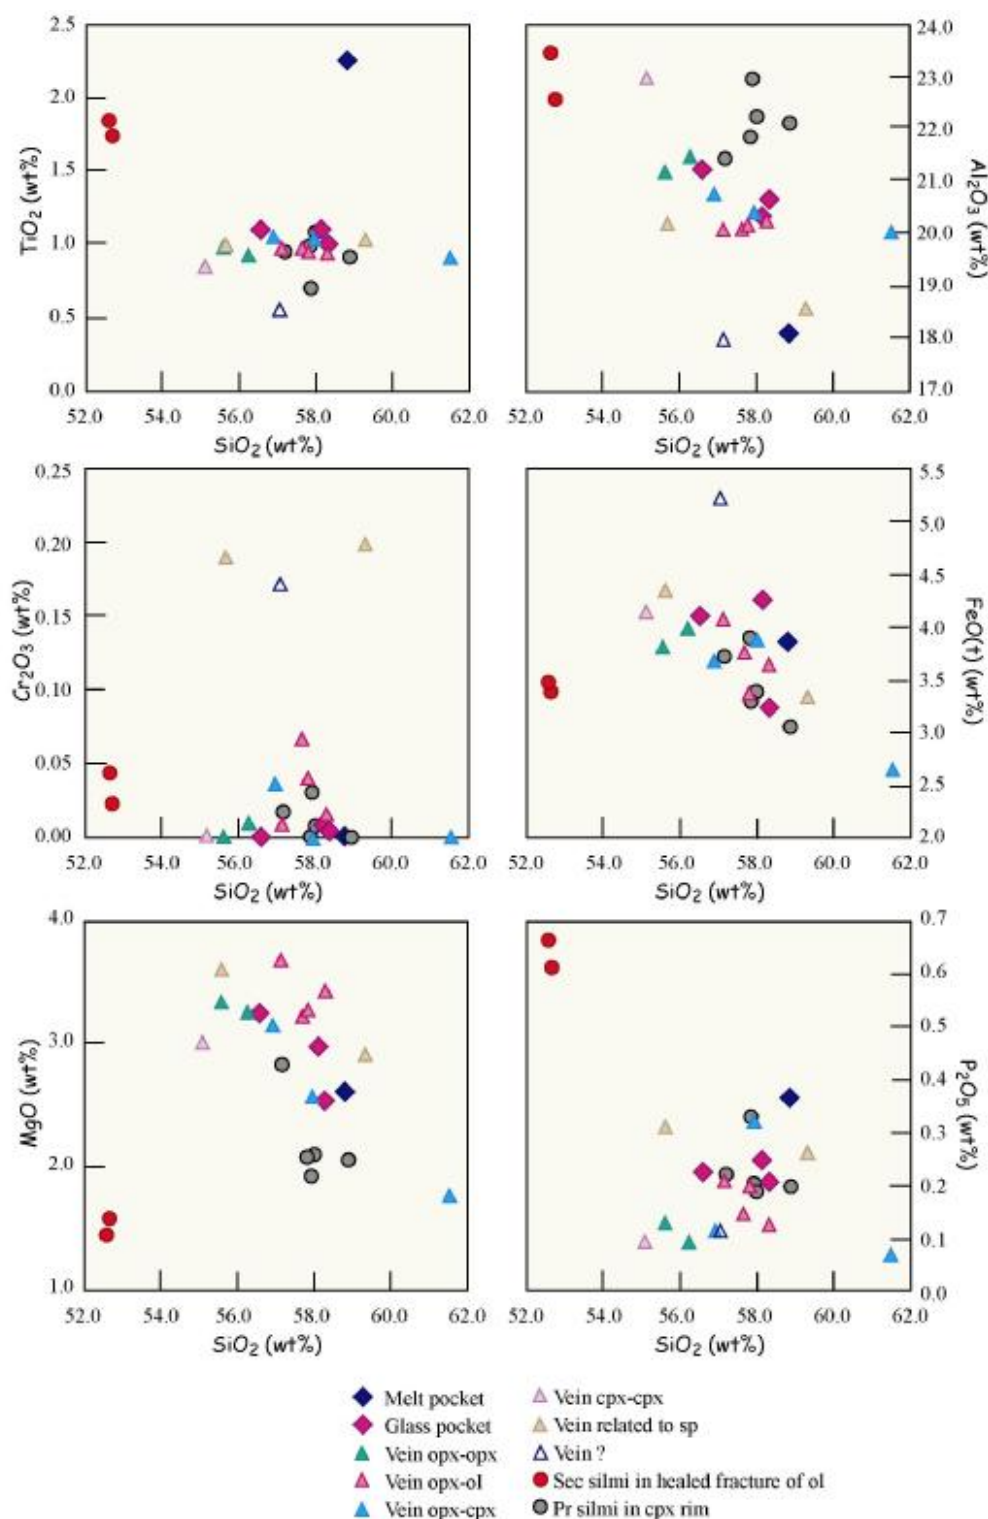 2.5
2.0
1.5
1.0
0.5
0.0
TiO2 (wt%)
52.0 54.0 56.0 58.0 60.0 62.0
SiO2 (wt%)
24.0
23.0
22.0
21.0
20.0
19.0
18.0
17.0
Al2O3 (wt%)
52.0 54.0 56.0 58.0 60.0 62.0
SiO2 (wt%)
0.25
0.20
0.15
0.10
0.05
0.00
Cr2O3 (wt%)
52.0 54.0 56.0 58.0 60.0 62.0
SiO2 (wt%)
5.5
5.0
4.5
4.0
3.5
3.0
2.5
2.0
FeO(t) (wt%)
52.0 54.0 56.0 58.0 60.0 62.0
SiO2 (wt%)
4.0
3.0
2.0
1.0
MgO (wt%)
52.0 54.0 56.0 58.0 60.0 62.0
SiO2 (wt%)
0.7
0.6
0.5
0.4
0.3
0.2
0.1
0.0
P2O5 (wt%)
52.0 54.0 56.0 58.0 60.0 62.0
SiO2 (wt%)
Melt pocket
Glass pocket
Vein opx-opx
Vein opx-ol
Vein opx-cpx
Vein cpx-cpx
Vein related to sp
Vein ?
Sec silmi in healed fracture of ol
Pr silmi in cpx rim